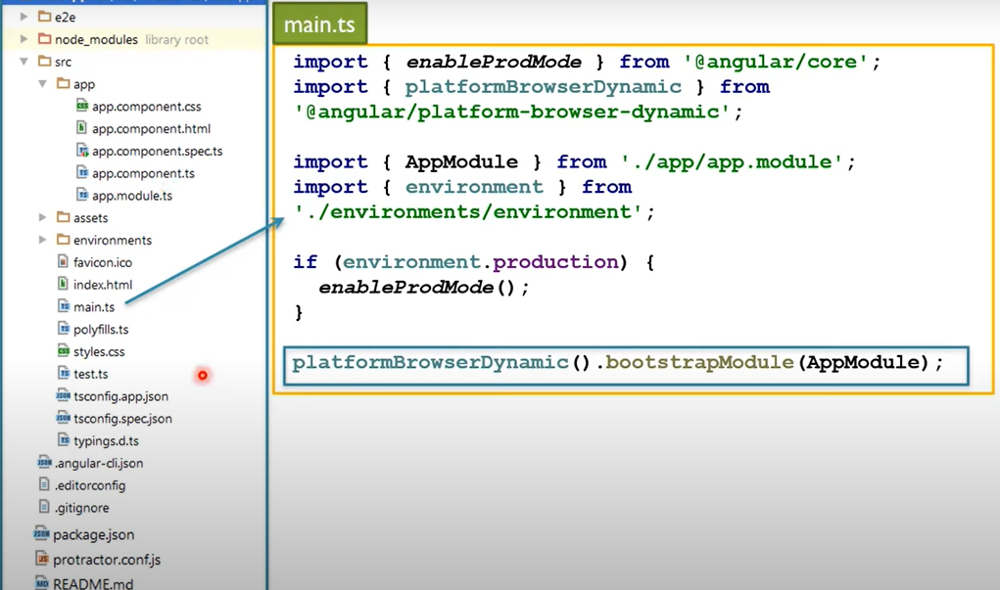 e2e
node_modules library root
src
app
app.component.css
app.component.html
app.component.spec.ts
app.component.ts
app.module.ts
assets
environments
favicon.ico
index.html
main.ts
polyfills.ts
styles.css
test.ts
tsconfig.app.json
tsconfig.spec.json
typings.d.ts
.angular-cli.json
.editorconfig
.gitignore
package.json
protractor.conf.js
README.md
main.ts
import { enableProdMode } from '@angular/core';
import { platformBrowserDynamic } from
'@angular/platform-browser-dynamic';
import { AppModule } from './app/app.module';
import { environment } from
'./environments/environment';
if (environment.production) {
enableProdMode();
}
platformBrowserDynamic().bootstrapModule(AppModule);